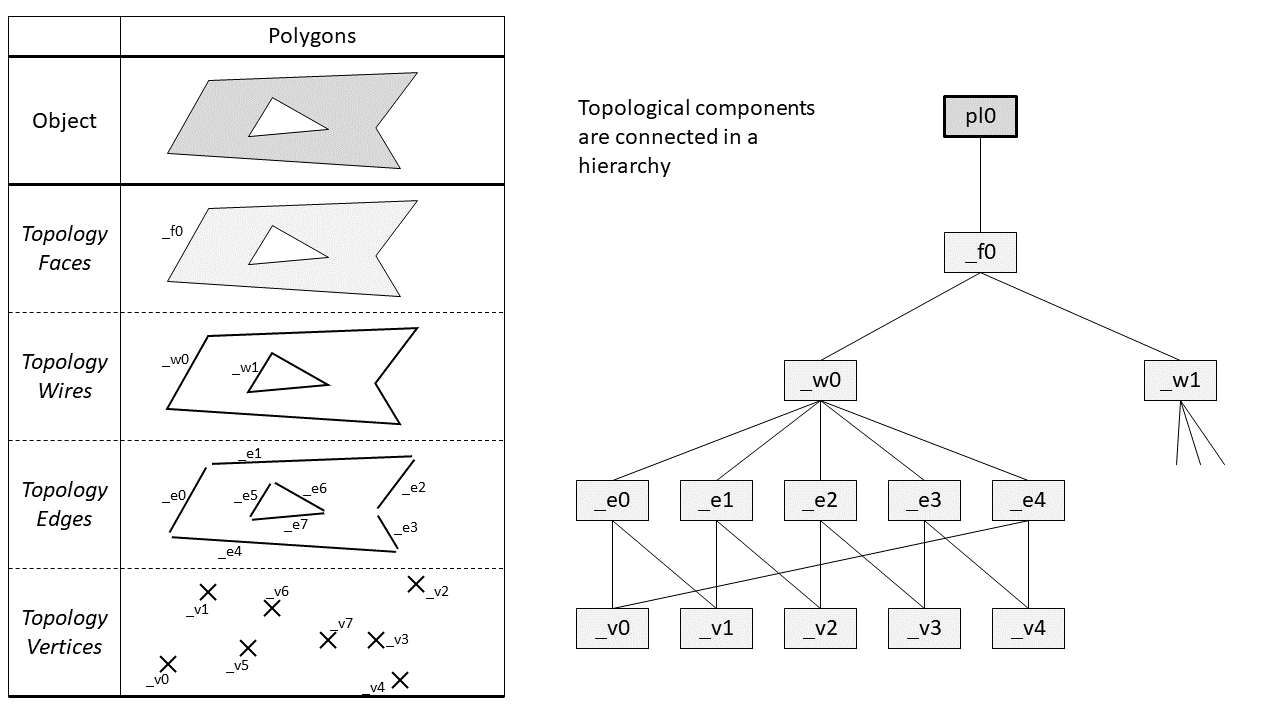 Polygons
Object
Topology
Faces
_f0
Topology
Wires
_w0
_w1
Topology
Edges
_e1
_e0
_e5
_e6
_e2
_e7
_e3
_e4
Topology
Vertices
_v1
_v6
_v2
_v7
_v3
_v5
_v0
_v4
Topological components
are connected in a
hierarchy
pl0
_f0
_w0 _w1
_e0 _e1 _e2 _e3 _e4
_v0 _v1 _v2 _v3 _v4